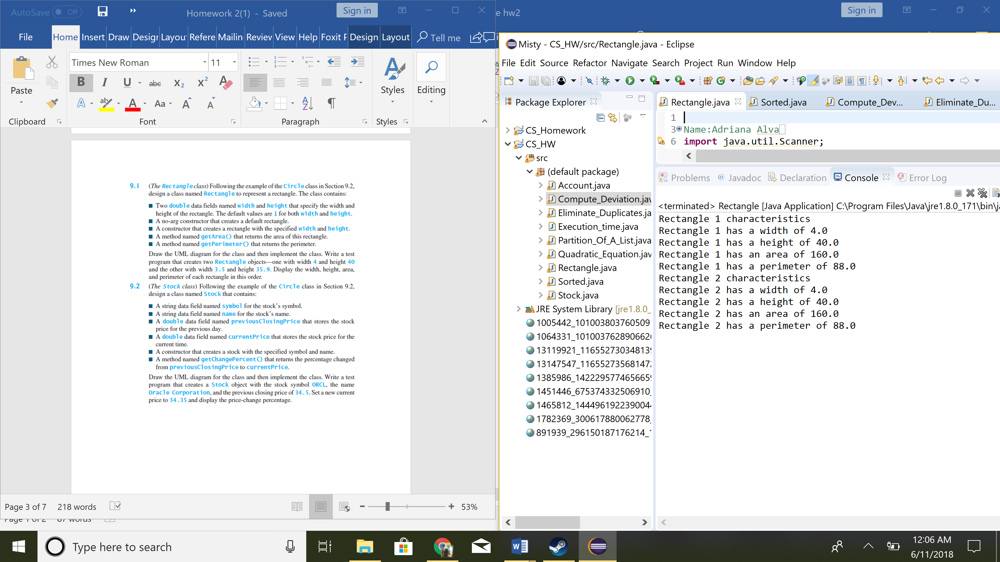 AutoSave Off
Homework 2(1) - Saved
Sign in
File Home Insert Draw Design Layou Refere Mailin Review View Help Foxit F Design Layout Tell me
Paste
Clipboard
Times New Roman 11
B I U abc X2 X2
Aa A A
Font
Paragraph
Styles
Styles
Editing
9.1 (The Rectangle class) Following the example of the Circle class in Section 9.2,
design a class named Rectangle to represent a rectangle. The class contains:
■ Two double data fields named width and height that specify the width and
height of the rectangle. The default values are 1 for both width and height.
■ A no-arg constructor that creates a default rectangle.
■ A constructor that creates a rectangle with the specified width and height.
■ A method named getArea() that returns the area of this rectangle.
■ A method named getPerimeter() that returns the perimeter.
Draw the UML diagram for the class and then implement the class. Write a test
program that creates two Rectangle objects—one with width 4 and height 40
and the other with width 3.5 and height 35.9. Display the width, height, area,
and perimeter of each rectangle in this order.
9.2 (The Stock class) Following the example of the Circle class in Section 9.2,
design a class named Stock that contains:
■ A string data field named symbol for the stock's symbol.
■ A string data field named name for the stock's name.
■ A double data field named previousClosingPrice that stores the stock
price for the previous day.
■ A double data field named currentPrice that stores the stock price for the
current time.
■ A constructor that creates a stock with the specified symbol and name.
■ A method named getChangePercent() that returns the percentage changed
from previousClosingPrice to currentPrice.
Draw the UML diagram for the class and then implement the class. Write a test
program that creates a Stock object with the stock symbol ORCL, the name
Oracle Corporation, and the previous closing price of 34.5. Set a new current
price to 34.35 and display the price-change percentage.
Page 3 of 7 218 words
53%
Page 1 of 2 87 words
e hw2
Sign in
Misty - CS_HW/src/Rectangle.java - Eclipse
File Edit Source Refactor Navigate Search Project Run Window Help
Package Explorer
CS_Homework
CS_HW
src
(default package)
Account.java
Compute_Deviation.jav
Eliminate_Duplicates.ja
Execution_time.java
Partition_Of_A_List.java
Quadratic_Equation.jav
Rectangle.java
Sorted.java
Stock.java
JRE System Library [jre1.8.0_
1005442_1010038037605091
1064331_1010037628906626
13119921_116552730348139
13147547_116552735681472
1385986_1422295774656659
1451446_675374332506910_
1465812_1444961922390044
1782369_300617880062778_
891939_296150187176214_1
Rectangle.java Sorted.java Compute_Dev... Eliminate_Du...
1
3 Name:Adriana Alva
6 import java.util.Scanner;
Problems Javadoc Declaration Console Error Log
<terminated> Rectangle [Java Application] C:\Program Files\Java\jre1.8.0_171\bin\ja
Rectangle 1 characteristics
Rectangle 1 has a width of 4.0
Rectangle 1 has a height of 40.0
Rectangle 1 has an area of 160.0
Rectangle 1 has a perimeter of 88.0
Rectangle 2 characteristics
Rectangle 2 has a width of 4.0
Rectangle 2 has a height of 40.0
Rectangle 2 has an area of 160.0
Rectangle 2 has a perimeter of 88.0
Type here to search
12:06 AM
6/11/2018